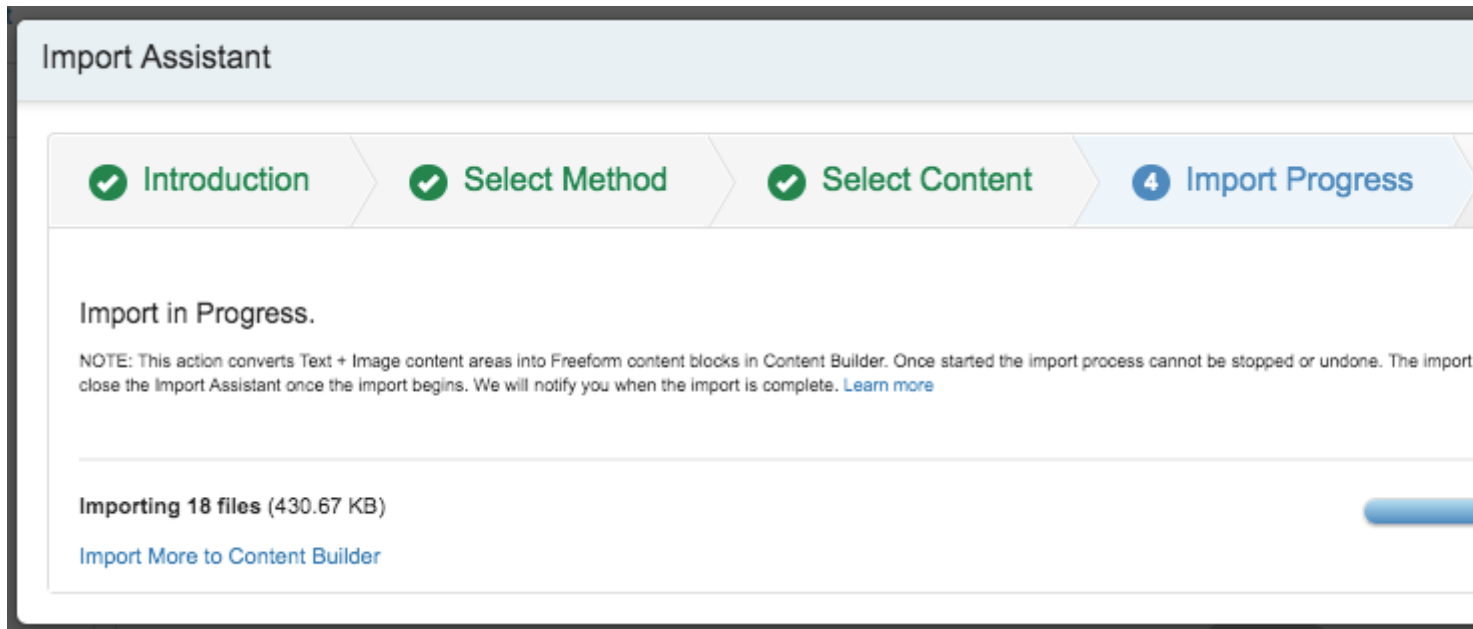 Import Assistant
Introduction
Select Method
Select Content
4 Import Progress
Import in Progress.
NOTE: This action converts Text + Image content areas into Freeform content blocks in Content Builder. Once started the import process cannot be stopped or undone. The import
close the Import Assistant once the import begins. We will notify you when the import is complete. Learn more
Importing 18 files (430.67 KB)
Import More to Content Builder